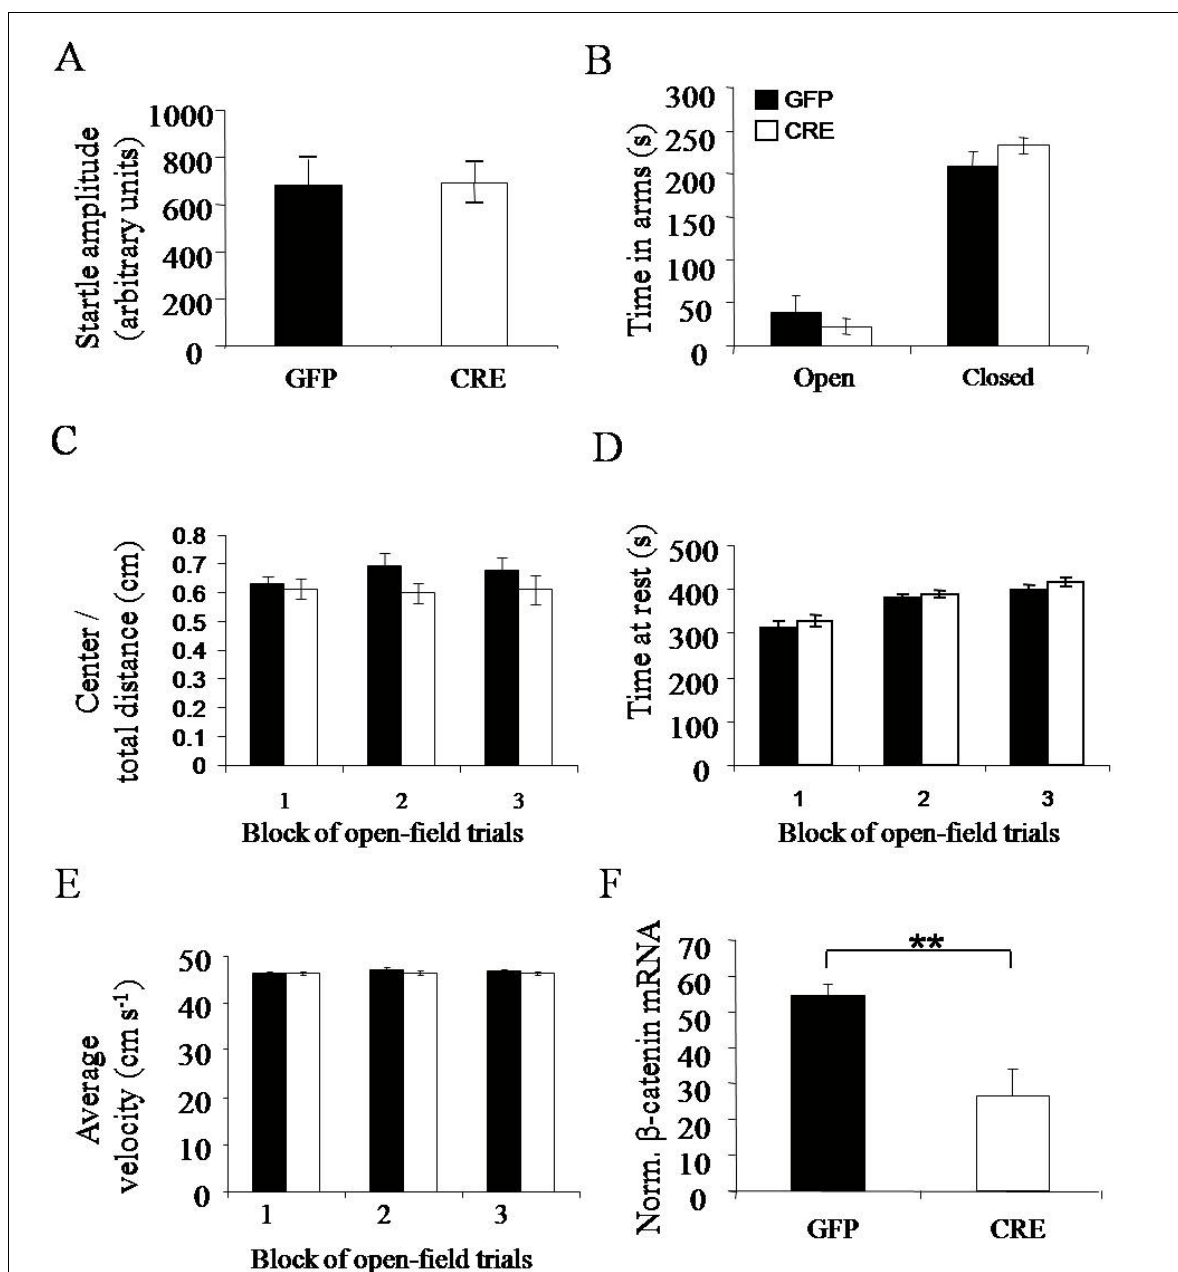 A
Startle amplitude
(arbitrary units)
1000
800
600
400
200
0
GFP
CRE
B
Time in arms (s)
300
250
200
150
100
50
0
GFP
CRE
Open
Closed
C
Center /
total distance (cm)
0.8
0.7
0.6
0.5
0.4
0.3
0.2
0.1
0
1 2 3
Block of open-field trials
D
Time at rest (s)
500
400
300
200
100
0
1 2 3
Block of open-field trials
E
Average
velocity (cm s⁻¹)
50
40
30
20
10
0
1 2 3
Block of open-field trials
F
Norm. β-catenin mRNA
70
60
50
40
30
20
10
0
**
GFP
CRE